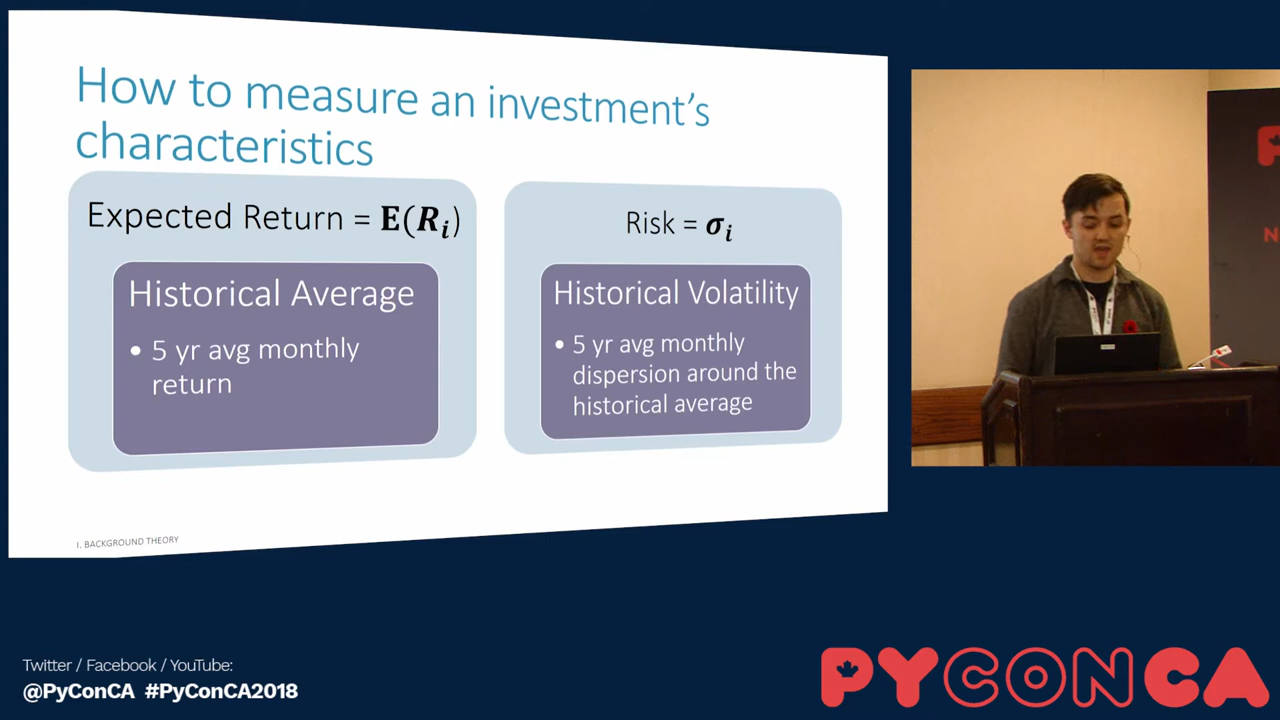 How to measure an investment's
characteristics
Expected Return = E(Rᵢ)
Historical Average
• 5 yr avg monthly
return
Risk = σᵢ
Historical Volatility
• 5 yr avg monthly
dispersion around the
historical average
I. BACKGROUND THEORY
Twitter / Facebook / YouTube:
@PyConCA #PyConCA2018
PYCONCA